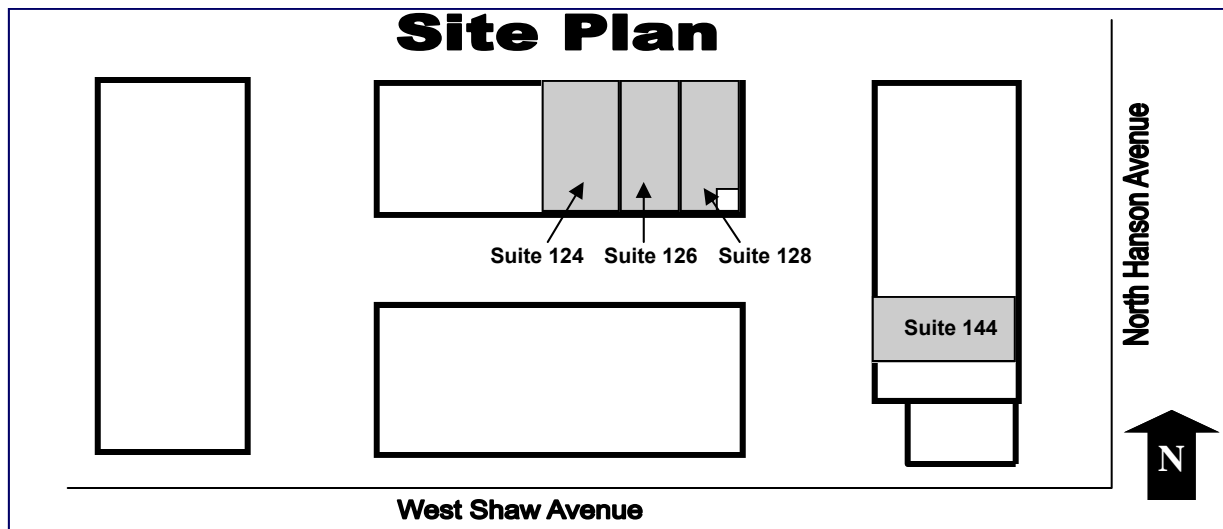 Site Plan
Suite 124 Suite 126 Suite 128
Suite 144
North Hanson Avenue
N
West Shaw Avenue